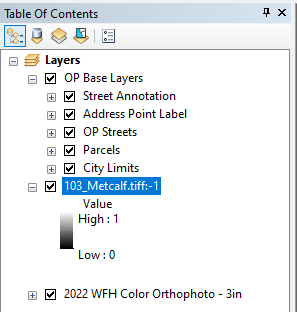 Table Of Contents
Layers
OP Base Layers
Street Annotation
Address Point Label
OP Streets
Parcels
City Limits
103_Metcalf.tiff:-1
Value
High : 1
Low : 0
2022 WFH Color Orthophoto - 3in